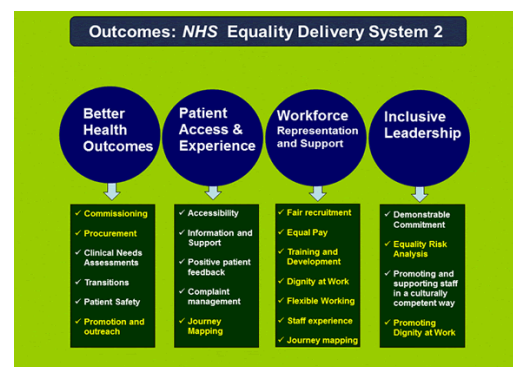 Outcomes: NHS Equality Delivery System 2
Better
Health
Outcomes
Patient
Access &
Experience
Workforce
Representation
and Support
Inclusive
Leadership
✓ Commissioning
✓ Procurement
✓ Clinical Needs
Assessments
✓ Transitions
✓ Patient Safety
✓ Promotion and
outreach
✓ Accessibility
✓ Information and
Support
✓ Positive patient
feedback
✓ Complaint
management
✓ Journey
Mapping
✓ Fair recruitment
✓ Equal Pay
✓ Training and
Development
✓ Dignity at Work
✓ Flexible Working
✓ Staff experience
✓ Journey mapping
✓ Demonstrable
Commitment
✓ Equality Risk
Analysis
✓ Promoting and
supporting staff
in a culturally
competent way
✓ Promoting
Dignity at Work